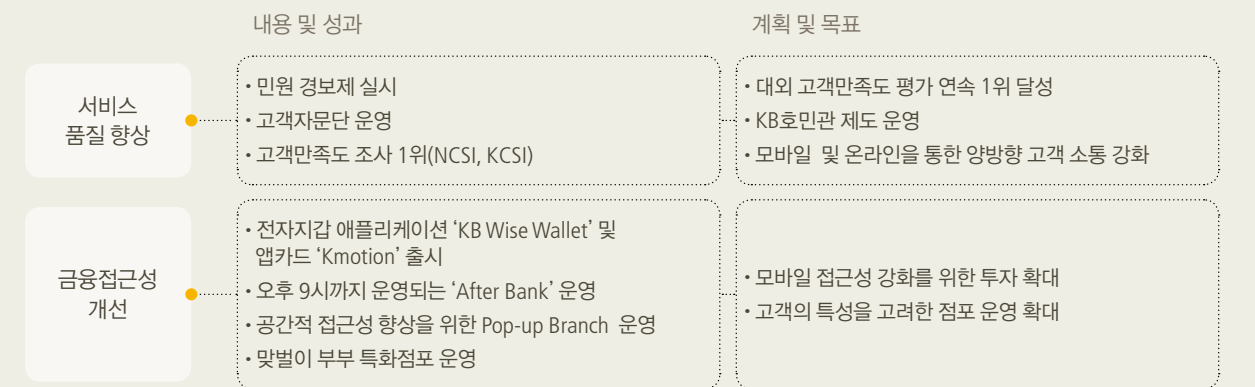 내용 및 성과
계획 및 목표
서비스
품질 향상
• 민원 경보제 실시
• 고객자문단 운영
• 고객만족도 조사 1위(NCSI, KCSI)
• 대외 고객만족도 평가 연속 1위 달성
• KB호민관 제도 운영
• 모바일 및 온라인을 통한 양방향 고객 소통 강화
금융접근성
개선
• 전자지갑 애플리케이션 ‘KB Wise Wallet’ 및
앱카드 ‘Kmotion’ 출시
• 오후 9시까지 운영되는 ‘After Bank’ 운영
• 공간적 접근성 향상을 위한 Pop-up Branch 운영
• 맞벌이 부부 특화점포 운영
• 모바일 접근성 강화를 위한 투자 확대
• 고객의 특성을 고려한 점포 운영 확대